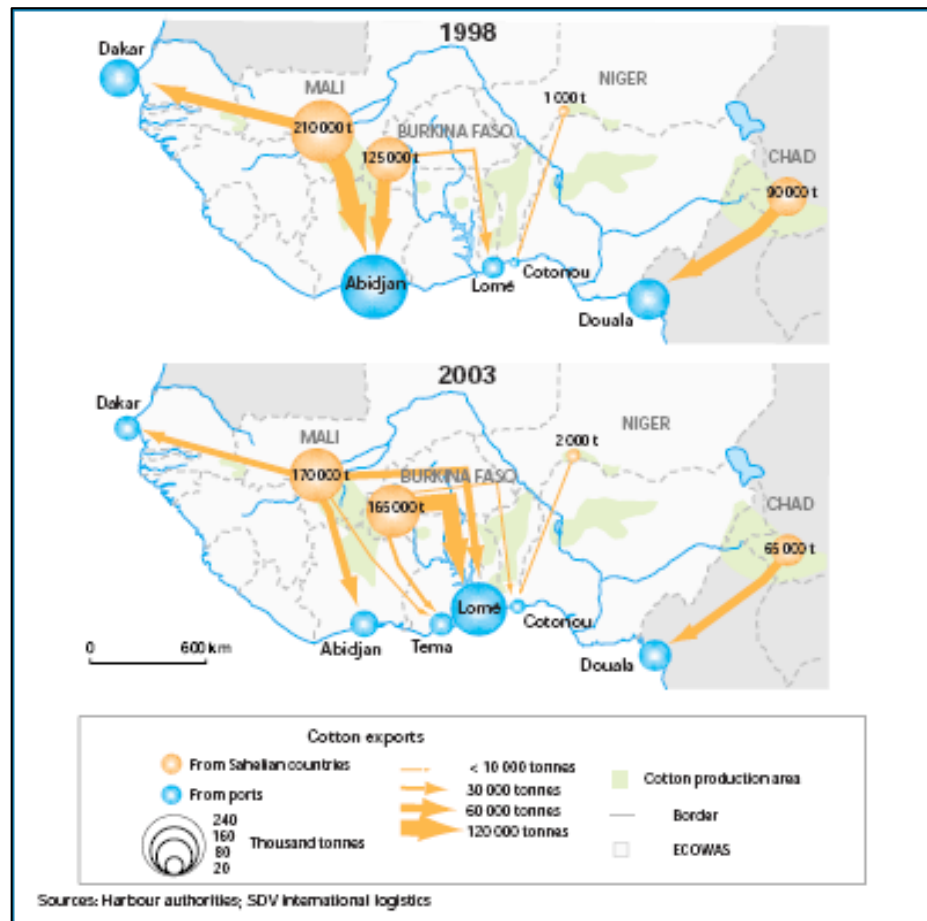 1998
Dakar
MALI
NIGER
1 000 t
210 000 t
BURKINA FASO
125 000 t
CHAD
90 000 t
Abidjan
Lomé
Cotonou
Douala
2003
Dakar
MALI
NIGER
2 000 t
170 000 t
BURKINA FASO
165 000 t
CHAD
65 000 t
Lomé
Cotonou
Abidjan
Tema
Douala
0 600 km
Cotton exports
From Sahelian countries
From ports
240
160
80
20
Thousand tonnes
< 10 000 tonnes
30 000 tonnes
60 000 tonnes
120 000 tonnes
Cotton production area
Border
ECOWAS
Sources: Harbour authorities; SDV International logistics